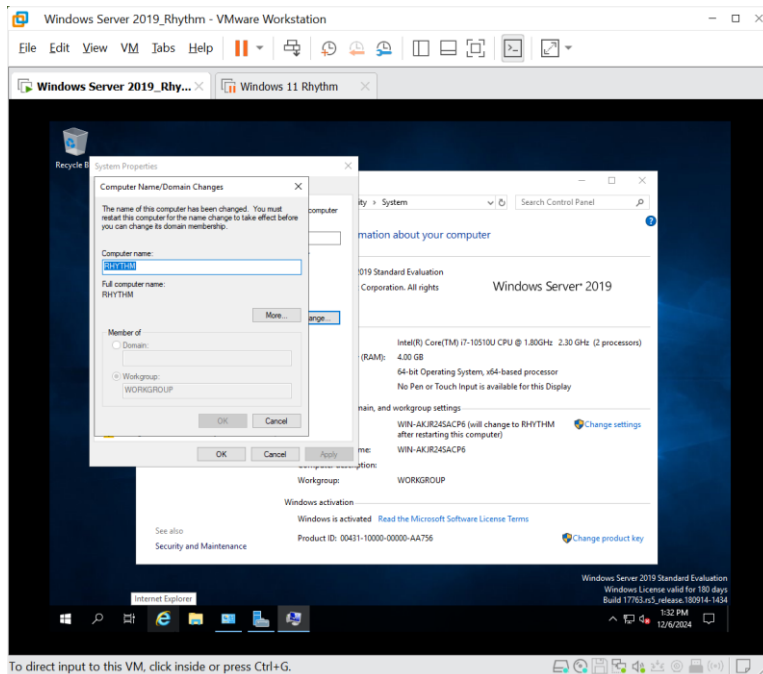 Windows Server 2019_Rhythm - VMware Workstation
File Edit View VM Tabs Help
Windows Server 2019_Rhy...
Windows 11 Rhythm
System Properties
Computer Name/Domain Changes
The name of this computer has been changed. You must
restart this computer for the name change to take effect before
you can change its domain membership.
Computer name:
RHYTHM
Full computer name:
RHYTHM
More...
Member of
Domain:
Workgroup:
WORKGROUP
OK Cancel
computer
ange...
OK Cancel Apply
ity › System
Search Control Panel
mation about your computer
2019 Standard Evaluation
Corporation. All rights
Windows Server® 2019
Intel(R) Core(TM) i7-10510U CPU @ 1.80GHz 2.30 GHz (2 processors)
(RAM): 4.00 GB
64-bit Operating System, x64-based processor
No Pen or Touch Input is available for this Display
main, and workgroup settings
WIN-AKJR24SACP6 (will change to RHYTHM
after restarting this computer)
Change settings
me: WIN-AKJR24SACP6
Workgroup: WORKGROUP
Windows activation
Windows is activated Read the Microsoft Software License Terms
Product ID: 00431-10000-00000-AA756
Change product key
See also
Security and Maintenance
Recycle B
Windows Server 2019 Standard Evaluation
Windows License valid for 180 days
Build 17763.rs5_release.180914-1434
Internet Explorer
1:32 PM
12/6/2024
To direct input to this VM, click inside or press Ctrl+G.